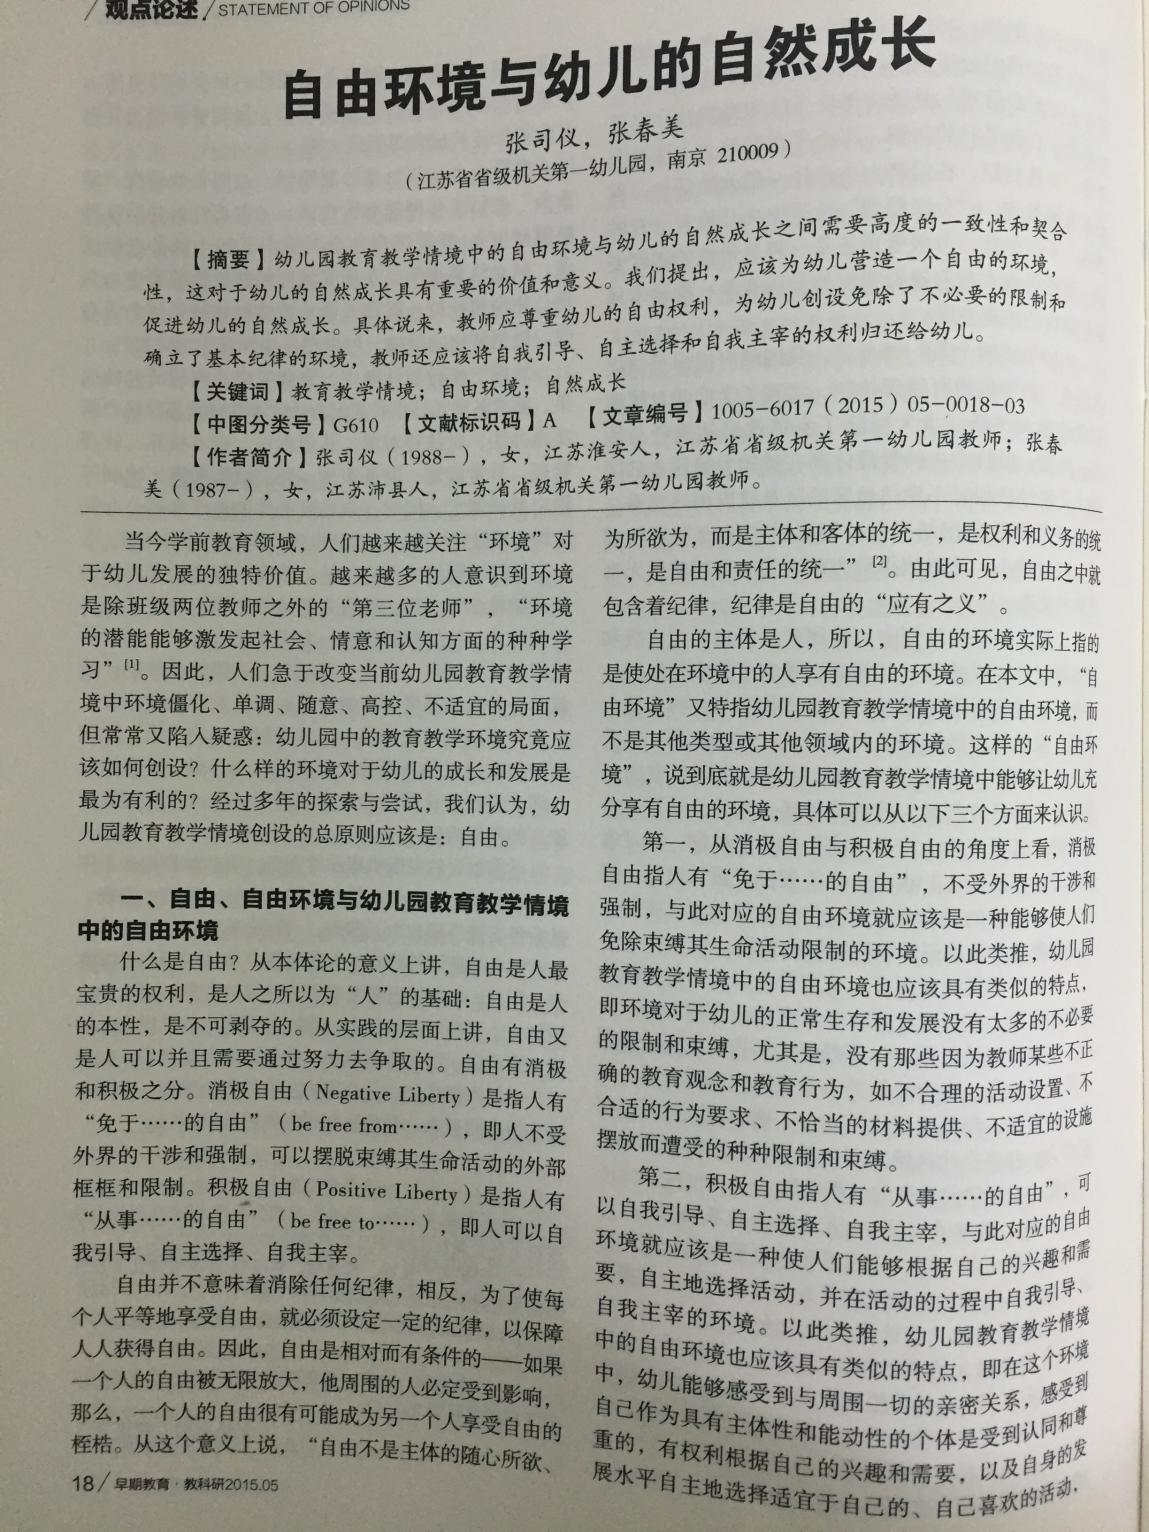 观点论述 / STATEMENT OF OPINIONS
自由环境与幼儿的自然成长
张司仪，张春美
（江苏省省级机关第一幼儿园，南京 210009）
【摘要】幼儿园教育教学情境中的自由环境与幼儿的自然成长之间需要高度的一致性和契合
性，这对于幼儿的自然成长具有重要的价值和意义。我们提出，应该为幼儿营造一个自由的环境，
促进幼儿的自然成长。具体说来，教师应尊重幼儿的自由权利，为幼儿创设免除了不必要的限制和
确立了基本纪律的环境，教师还应该将自我引导、自主选择和自我主宰的权利归还给幼儿。
【关键词】教育教学情境；自由环境；自然成长
【中图分类号】G610 【文献标识码】A 【文章编号】1005-6017（2015）05-0018-03
【作者简介】张司仪（1988-），女，江苏淮安人，江苏省省级机关第一幼儿园教师；张春
美（1987-），女，江苏沛县人，江苏省省级机关第一幼儿园教师。
当今学前教育领域，人们越来越关注“环境”对
于幼儿发展的独特价值。越来越多的人意识到环境
是除班级两位教师之外的“第三位老师”，“环境
的潜能能够激发起社会、情意和认知方面的种种学
习”[1]。因此，人们急于改变当前幼儿园教育教学情
境中环境僵化、单调、随意、高控、不适宜的局面，
但常常又陷入疑惑：幼儿园中的教育教学环境究竟应
该如何创设？什么样的环境对于幼儿的成长和发展是
最为有利的？经过多年的探索与尝试，我们认为，幼
儿园教育教学情境创设的总原则应该是：自由。
一、自由、自由环境与幼儿园教育教学情境
中的自由环境
什么是自由？从本体论的意义上讲，自由是人最
宝贵的权利，是人之所以为“人”的基础：自由是人
的本性，是不可剥夺的。从实践的层面上讲，自由又
是人可以并且需要通过努力去争取的。自由有消极
和积极之分。消极自由（Negative Liberty）是指人有
“免于……的自由”（be free from……），即人不受
外界的干涉和强制，可以摆脱束缚其生命活动的外部
框框和限制。积极自由（Positive Liberty）是指人有
“从事……的自由”（be free to……），即人可以自
我引导、自主选择、自我主宰。
自由并不意味着消除任何纪律，相反，为了使每
个人平等地享受自由，就必须设定一定的纪律，以保障
人人获得自由。因此，自由是相对而有条件的——如果
一个人的自由被无限放大，他周围的人必定受到影响，
那么，一个人的自由很有可能成为另一个人享受自由的
桎梏。从这个意义上说，“自由不是主体的随心所欲、
18 / 早期教育·教科研2015.05
为所欲为，而是主体和客体的统一，是权利和义务的统
一，是自由和责任的统一”[2]。由此可见，自由之中就
包含着纪律，纪律是自由的“应有之义”。
自由的主体是人，所以，自由的环境实际上指的
是使处在环境中的人享有自由的环境。在本文中，“自
由环境”又特指幼儿园教育教学情境中的自由环境，而
不是其他类型或其他领域内的环境。这样的“自由环
境”，说到底就是幼儿园教育教学情境中能够让幼儿充
分享有自由的环境，具体可以从以下三个方面来认识。
第一，从消极自由与积极自由的角度上看，消极
自由指人有“免于……的自由”，不受外界的干涉和
强制，与此对应的自由环境就应该是一种能够使人们
免除束缚其生命活动限制的环境。以此类推，幼儿园
教育教学情境中的自由环境也应该具有类似的特点，
即环境对于幼儿的正常生存和发展没有太多的不必要
的限制和束缚，尤其是，没有那些因为教师某些不正
确的教育观念和教育行为，如不合理的活动设置、不
合适的行为要求、不恰当的材料提供、不适宜的设施
摆放而遭受的种种限制和束缚。
第二，积极自由指人有“从事……的自由”，可
以自我引导、自主选择、自我主宰，与此对应的自由
环境就应该是一种使人们能够根据自己的兴趣和需
要，自主地选择活动，并在活动的过程中自我引导、
自我主宰的环境。以此类推，幼儿园教育教学情境
中的自由环境也应该具有类似的特点，即在这个环境
中，幼儿能够感受到与周围一切的亲密关系，感受到
自己作为具有主体性和能动性的个体是受到认同和尊
重的，有权利根据自己的兴趣和需要，以及自身的发
展水平自主地选择适宜于自己的、自己喜欢的活动，